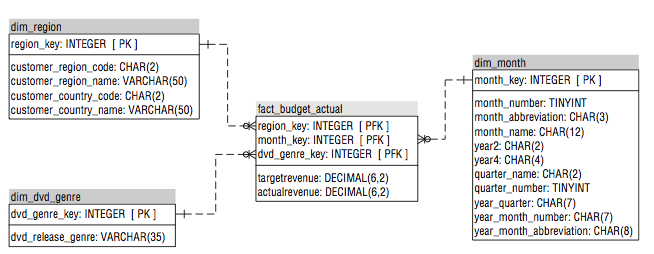 dim_region
region_key: INTEGER [ PK ]
customer_region_code: CHAR(2)
customer_region_name: VARCHAR(50)
customer_country_code: CHAR(2)
customer_country_name: VARCHAR(50)
dim_dvd_genre
dvd_genre_key: INTEGER [ PK ]
dvd_release_genre: VARCHAR(35)
fact_budget_actual
region_key: INTEGER [ PFK ]
month_key: INTEGER [ PFK ]
dvd_genre_key: INTEGER [ PFK ]
targetrevenue: DECIMAL(6,2)
actualrevenue: DECIMAL(6,2)
dim_month
month_key: INTEGER [ PK ]
month_number: TINYINT
month_abbreviation: CHAR(3)
month_name: CHAR(12)
year2: CHAR(2)
year4: CHAR(4)
quarter_name: CHAR(2)
quarter_number: TINYINT
year_quarter: CHAR(7)
year_month_number: CHAR(7)
year_month_abbreviation: CHAR(8)